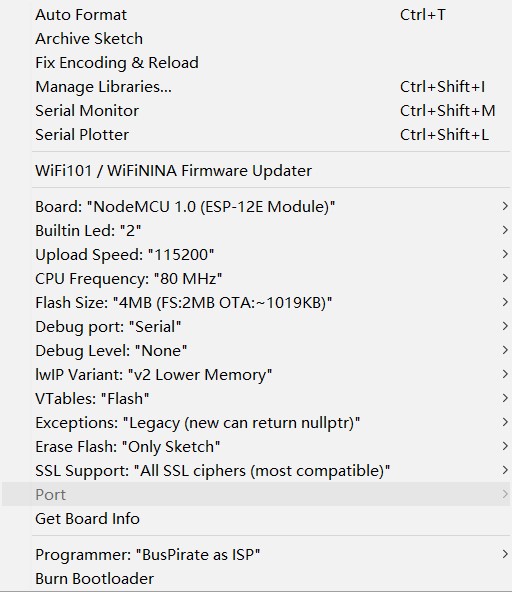 Auto Format Ctrl+T
Archive Sketch
Fix Encoding & Reload
Manage Libraries... Ctrl+Shift+I
Serial Monitor Ctrl+Shift+M
Serial Plotter Ctrl+Shift+L
WiFi101 / WiFiNINA Firmware Updater
Board: "NodeMCU 1.0 (ESP-12E Module)"
Builtin Led: "2"
Upload Speed: "115200"
CPU Frequency: "80 MHz"
Flash Size: "4MB (FS:2MB OTA:~1019KB)"
Debug port: "Serial"
Debug Level: "None"
lwIP Variant: "v2 Lower Memory"
VTables: "Flash"
Exceptions: "Legacy (new can return nullptr)"
Erase Flash: "Only Sketch"
SSL Support: "All SSL ciphers (most compatible)"
Port
Get Board Info
Programmer: "BusPirate as ISP"
Burn Bootloader